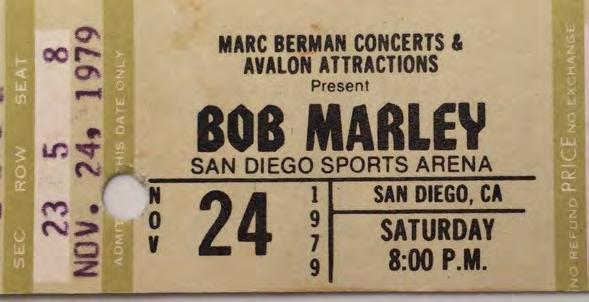 SEC ROW SEAT
23 5 8
NOV. 24, 1979
ADMIT THIS DATE ONLY
MARC BERMAN CONCERTS &
AVALON ATTRACTIONS
Present
BOB MARLEY
SAN DIEGO SPORTS ARENA
NOV 24 1979
SAN DIEGO, CA
SATURDAY
8:00 P.M.
NO REFUND PRICE NO EXCHANGE